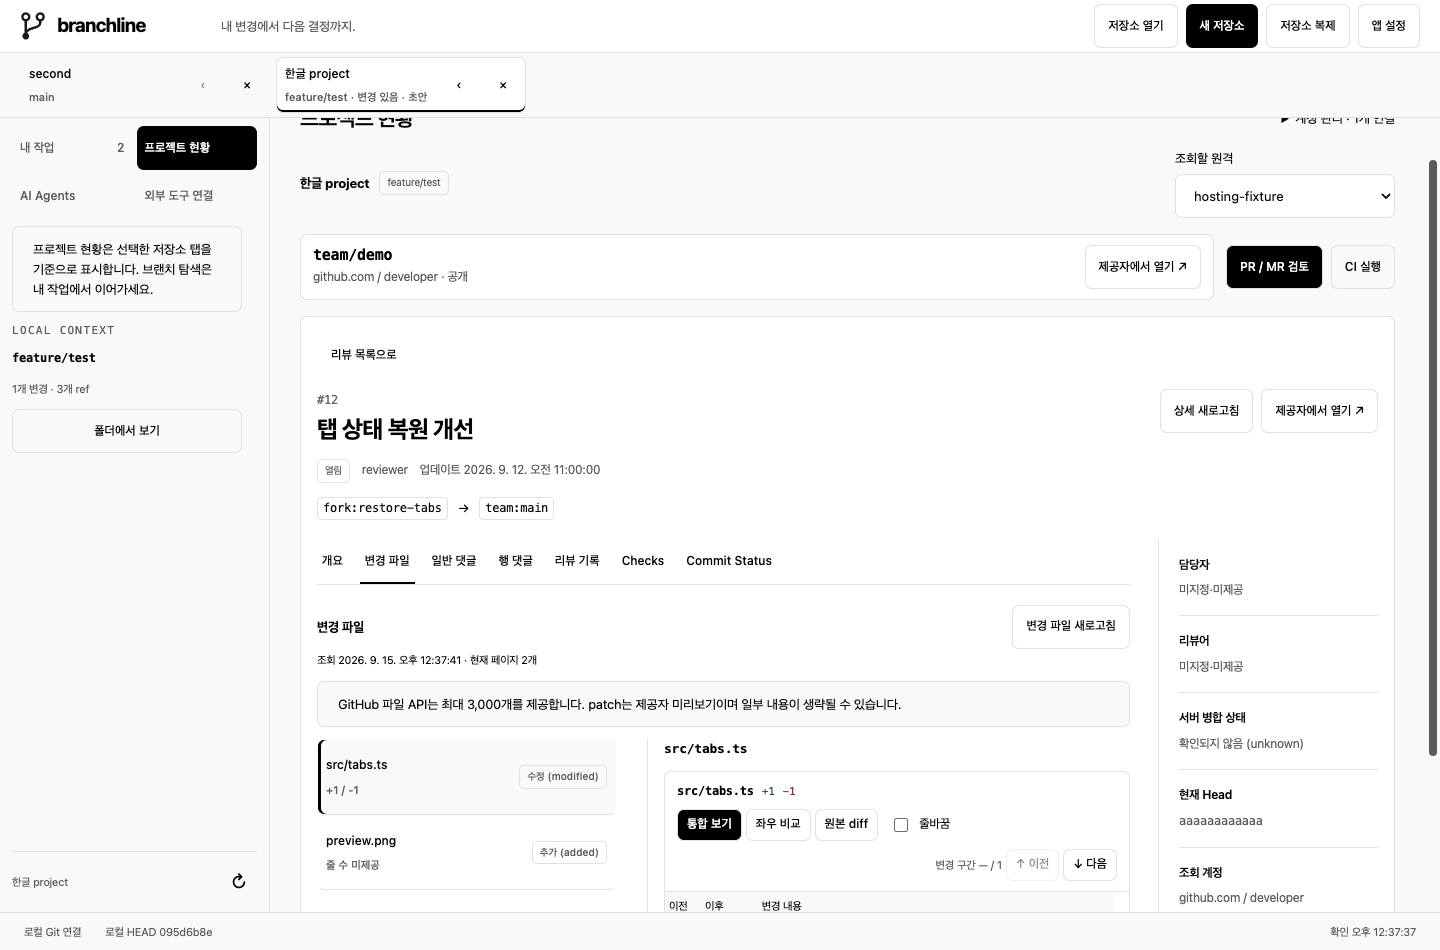 branchline
내 변경에서 다음 결정까지.
저장소 열기
새 저장소
저장소 복제
앱 설정
second
main
‹
×
한글 project
feature/test · 변경 있음 · 초안
‹
×
내 작업
2
프로젝트 현황
AI Agents
외부 도구 연결
프로젝트 현황은 선택한 저장소 탭을
기준으로 표시합니다. 브랜치 탐색은
내 작업에서 이어가세요.
LOCAL CONTEXT
feature/test
1개 변경 · 3개 ref
폴더에서 보기
한글 project
프로젝트 현황
▶ 계정 관리 · 1개 연결
한글 project
feature/test
조회할 원격
hosting-fixture
team/demo
github.com / developer · 공개
제공자에서 열기 ↗
PR / MR 검토
CI 실행
리뷰 목록으로
#12
탭 상태 복원 개선
상세 새로고침
제공자에서 열기 ↗
열림
reviewer
업데이트 2026. 9. 12. 오전 11:00:00
fork:restore-tabs → team:main
개요
변경 파일
일반 댓글
행 댓글
리뷰 기록
Checks
Commit Status
변경 파일
변경 파일 새로고침
조회 2026. 9. 15. 오후 12:37:41 · 현재 페이지 2개
GitHub 파일 API는 최대 3,000개를 제공합니다. patch는 제공자 미리보기이며 일부 내용이 생략될 수 있습니다.
src/tabs.ts
+1 / -1
수정 (modified)
preview.png
줄 수 미제공
추가 (added)
src/tabs.ts
src/tabs.ts +1 −1
통합 보기
좌우 비교
원본 diff
줄바꿈
변경 구간 — / 1
↑ 이전
↓ 다음
이전
이후
변경 내용
담당자
미지정·미제공
리뷰어
미지정·미제공
서버 병합 상태
확인되지 않음 (unknown)
현재 Head
aaaaaaaaaaaa
조회 계정
github.com / developer
로컬 Git 연결
로컬 HEAD 095d6b8e
확인 오후 12:37:37